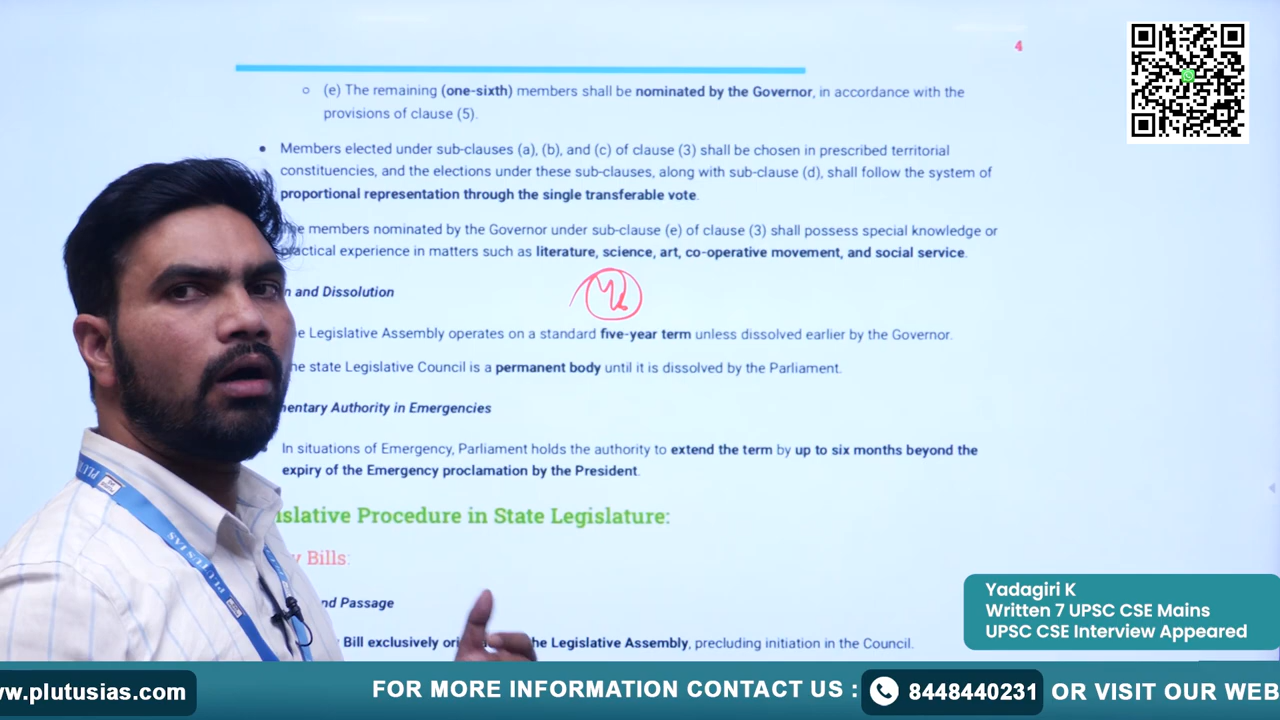 4
(e) The remaining (one-sixth) members shall be nominated by the Governor, in accordance with the
provisions of clause (5).
Members elected under sub-clauses (a), (b), and (c) of clause (3) shall be chosen in prescribed territorial
constituencies, and the elections under these sub-clauses, along with sub-clause (d), shall follow the system of
proportional representation through the single transferable vote.
members nominated by the Governor under sub-clause (e) of clause (3) shall possess special knowledge or
practical experience in matters such as literature, science, art, co-operative movement, and social service.
and Dissolution
Legislative Assembly operates on a standard five-year term unless dissolved earlier by the Governor.
state Legislative Council is a permanent body until it is dissolved by the Parliament.
mentary Authority in Emergencies
In situations of Emergency, Parliament holds the authority to extend the term by up to six months beyond the
expiry of the Emergency proclamation by the President.
islative Procedure in State Legislature:
Bills:
nd Passage
Bill exclusively the Legislative Assembly, precluding initiation in the Council.
PLUTUS IAS
Yadagiri K
Written 7 UPSC CSE Mains
UPSC CSE Interview Appeared
ww.plutusias.com
FOR MORE INFORMATION CONTACT US :
8448440231
OR VISIT OUR WEB